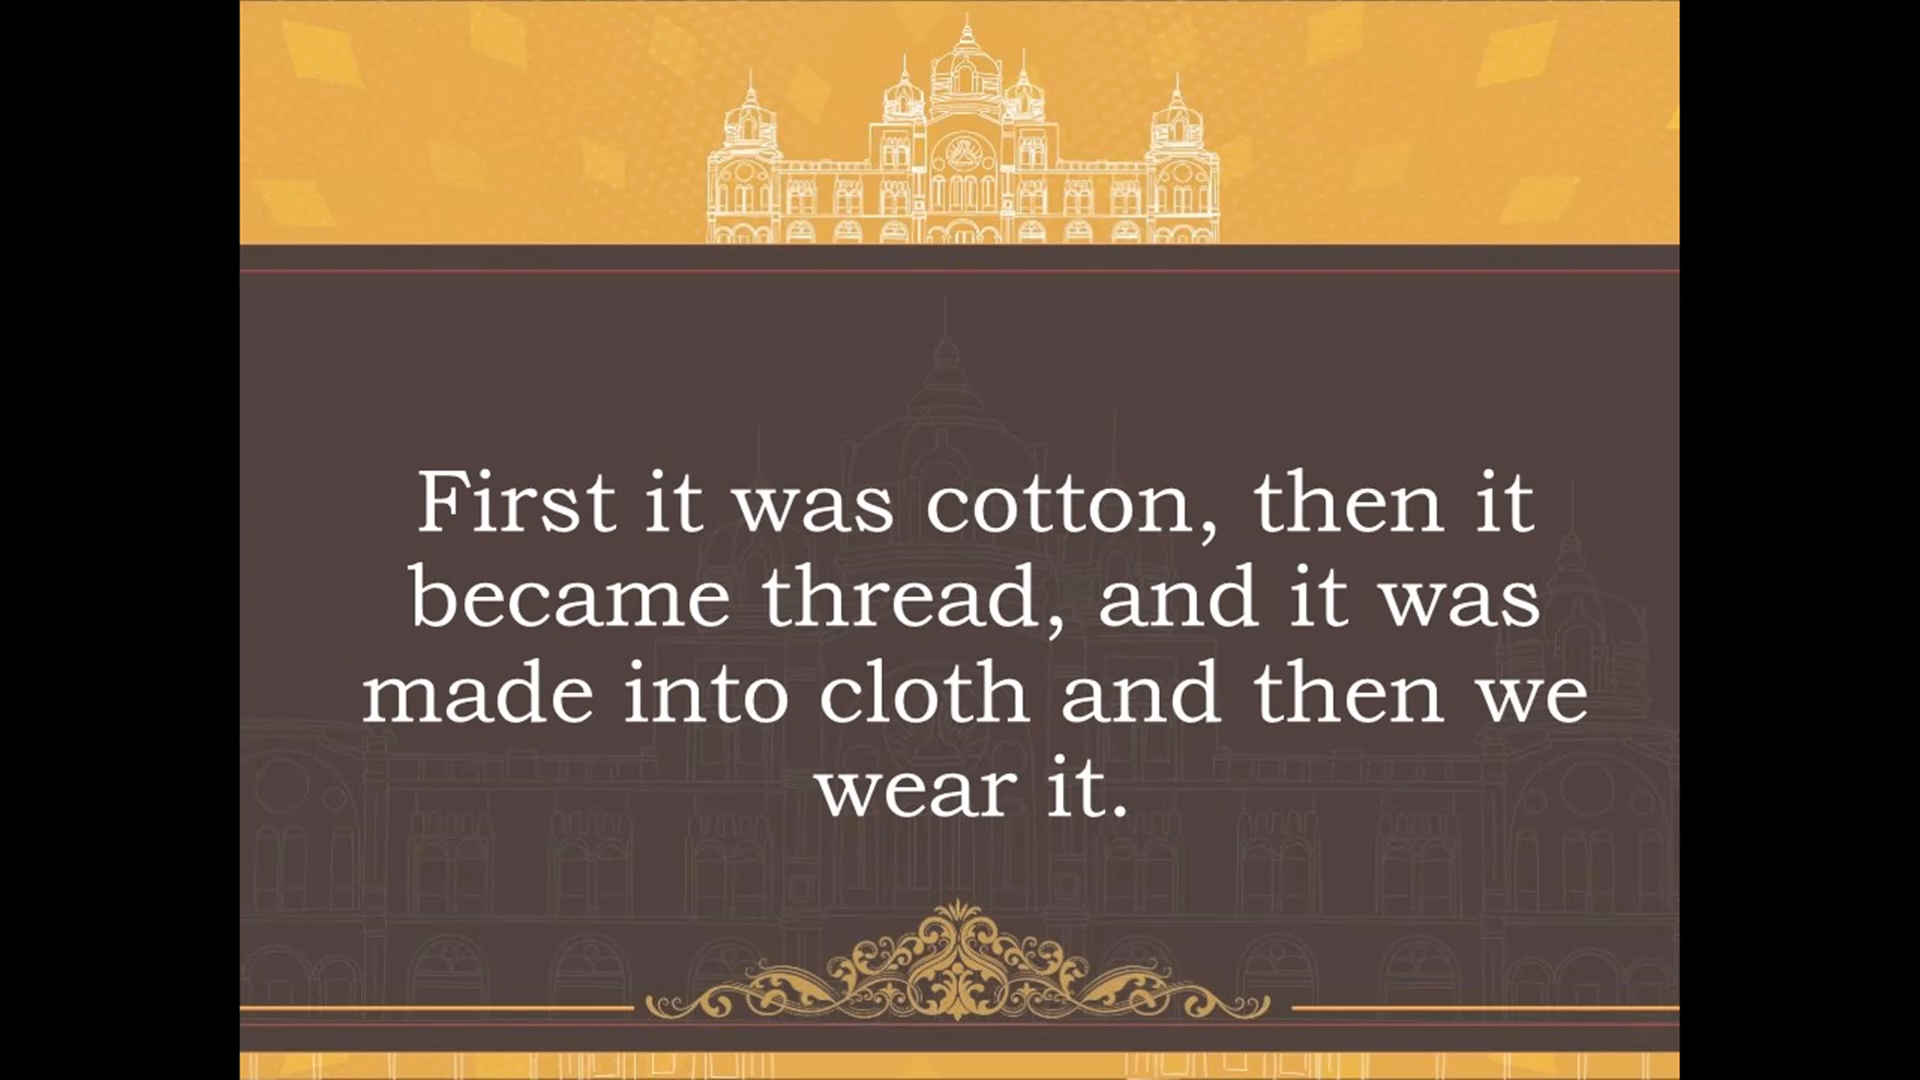 First it was cotton, then it
became thread, and it was
made into cloth and then we
wear it.